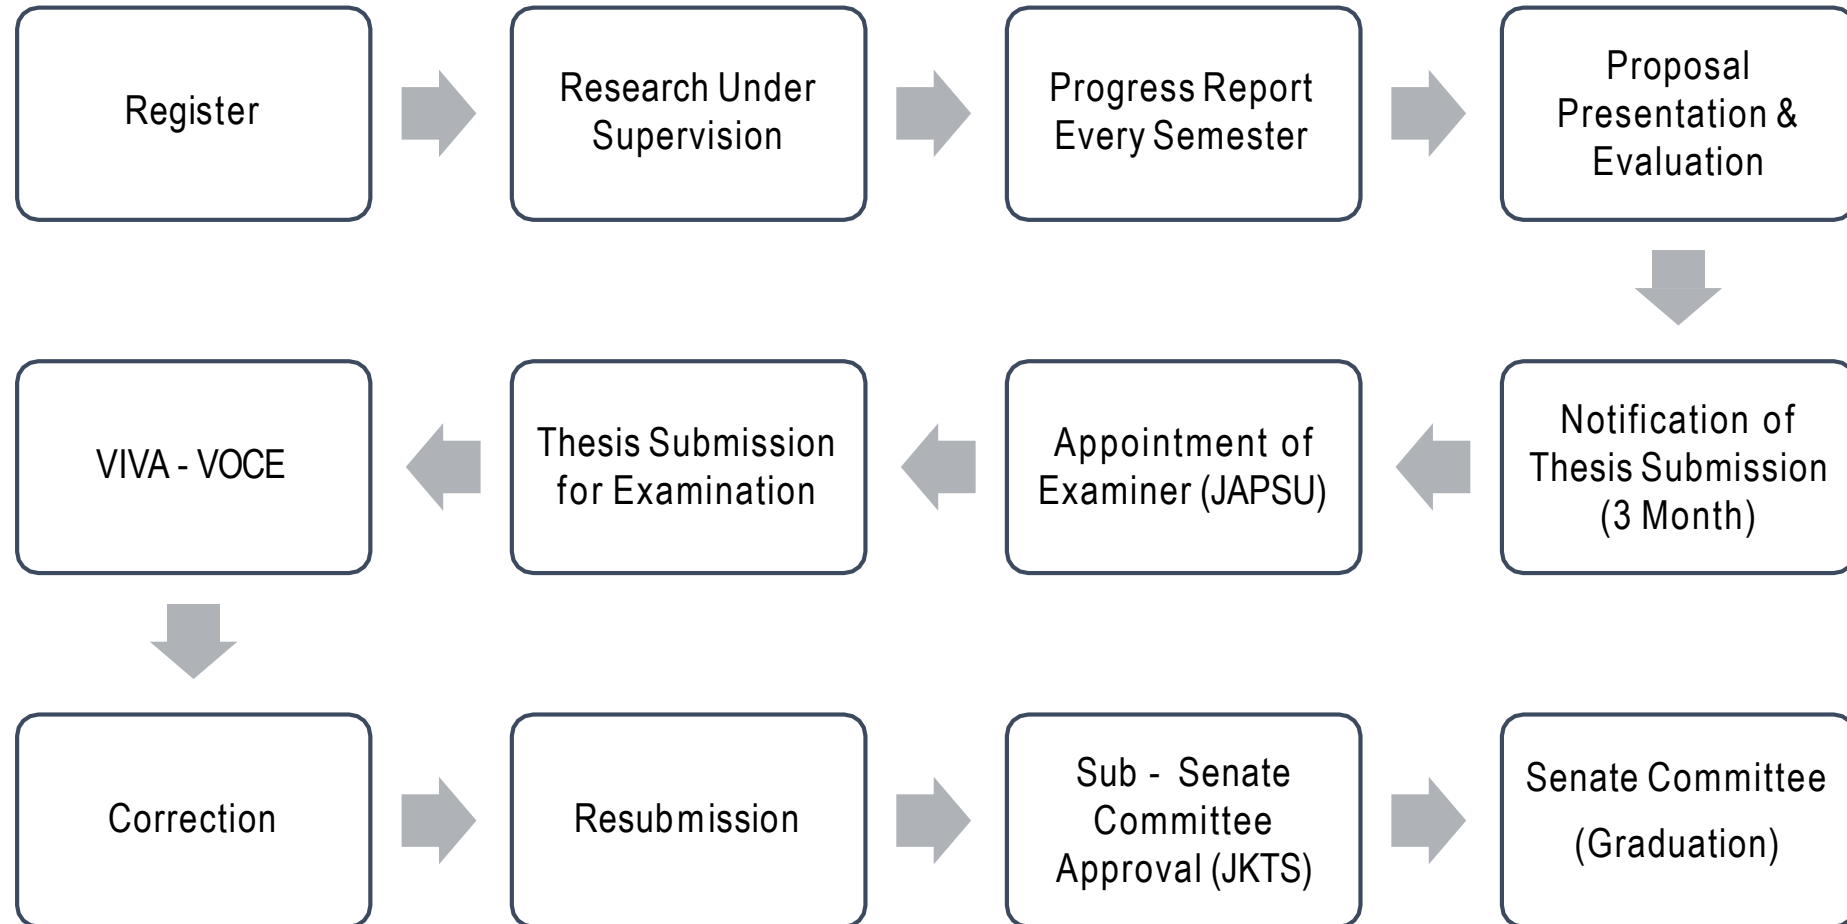 Register
Research Under
Supervision
Progress Report
Every Semester
Proposal
Presentation &
Evaluation
Notification of
Thesis Submission
(3 Month)
Appointment of
Examiner (JAPSU)
Thesis Submission
for Examination
VIVA - VOCE
Correction
Resubmission
Sub - Senate
Committee
Approval (JKTS)
Senate Committee
(Graduation)